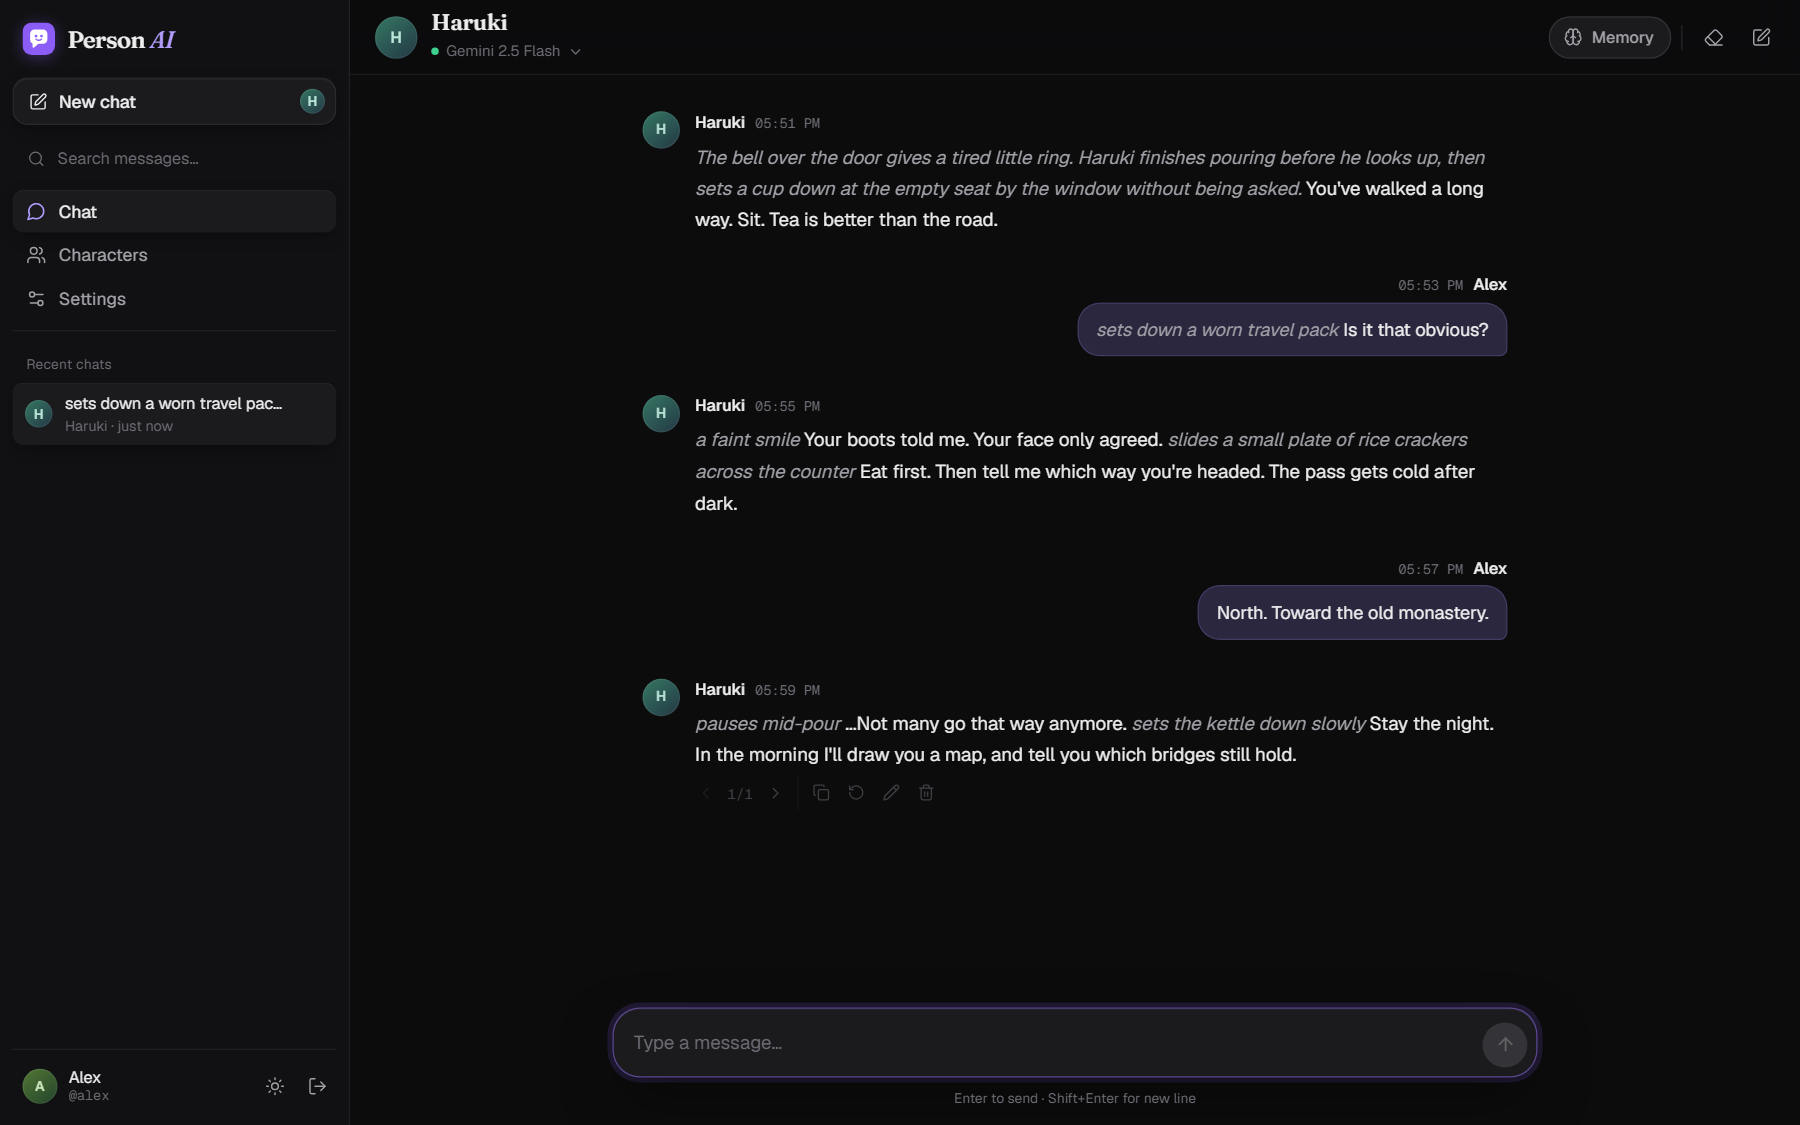 Person AI
New chat
H
Search messages...
Chat
Characters
Settings
Recent chats
H
sets down a worn travel pac...
Haruki · just now
A
Alex
@alex
H
Haruki
Gemini 2.5 Flash
Memory
H
Haruki 05:51 PM
The bell over the door gives a tired little ring. Haruki finishes pouring before he looks up, then
sets a cup down at the empty seat by the window without being asked. You've walked a long
way. Sit. Tea is better than the road.
05:53 PM Alex
sets down a worn travel pack Is it that obvious?
H
Haruki 05:55 PM
a faint smile Your boots told me. Your face only agreed. slides a small plate of rice crackers
across the counter Eat first. Then tell me which way you're headed. The pass gets cold after
dark.
05:57 PM Alex
North. Toward the old monastery.
H
Haruki 05:59 PM
pauses mid-pour ...Not many go that way anymore. sets the kettle down slowly Stay the night.
In the morning I'll draw you a map, and tell you which bridges still hold.
1/1
Type a message...
Enter to send · Shift+Enter for new line